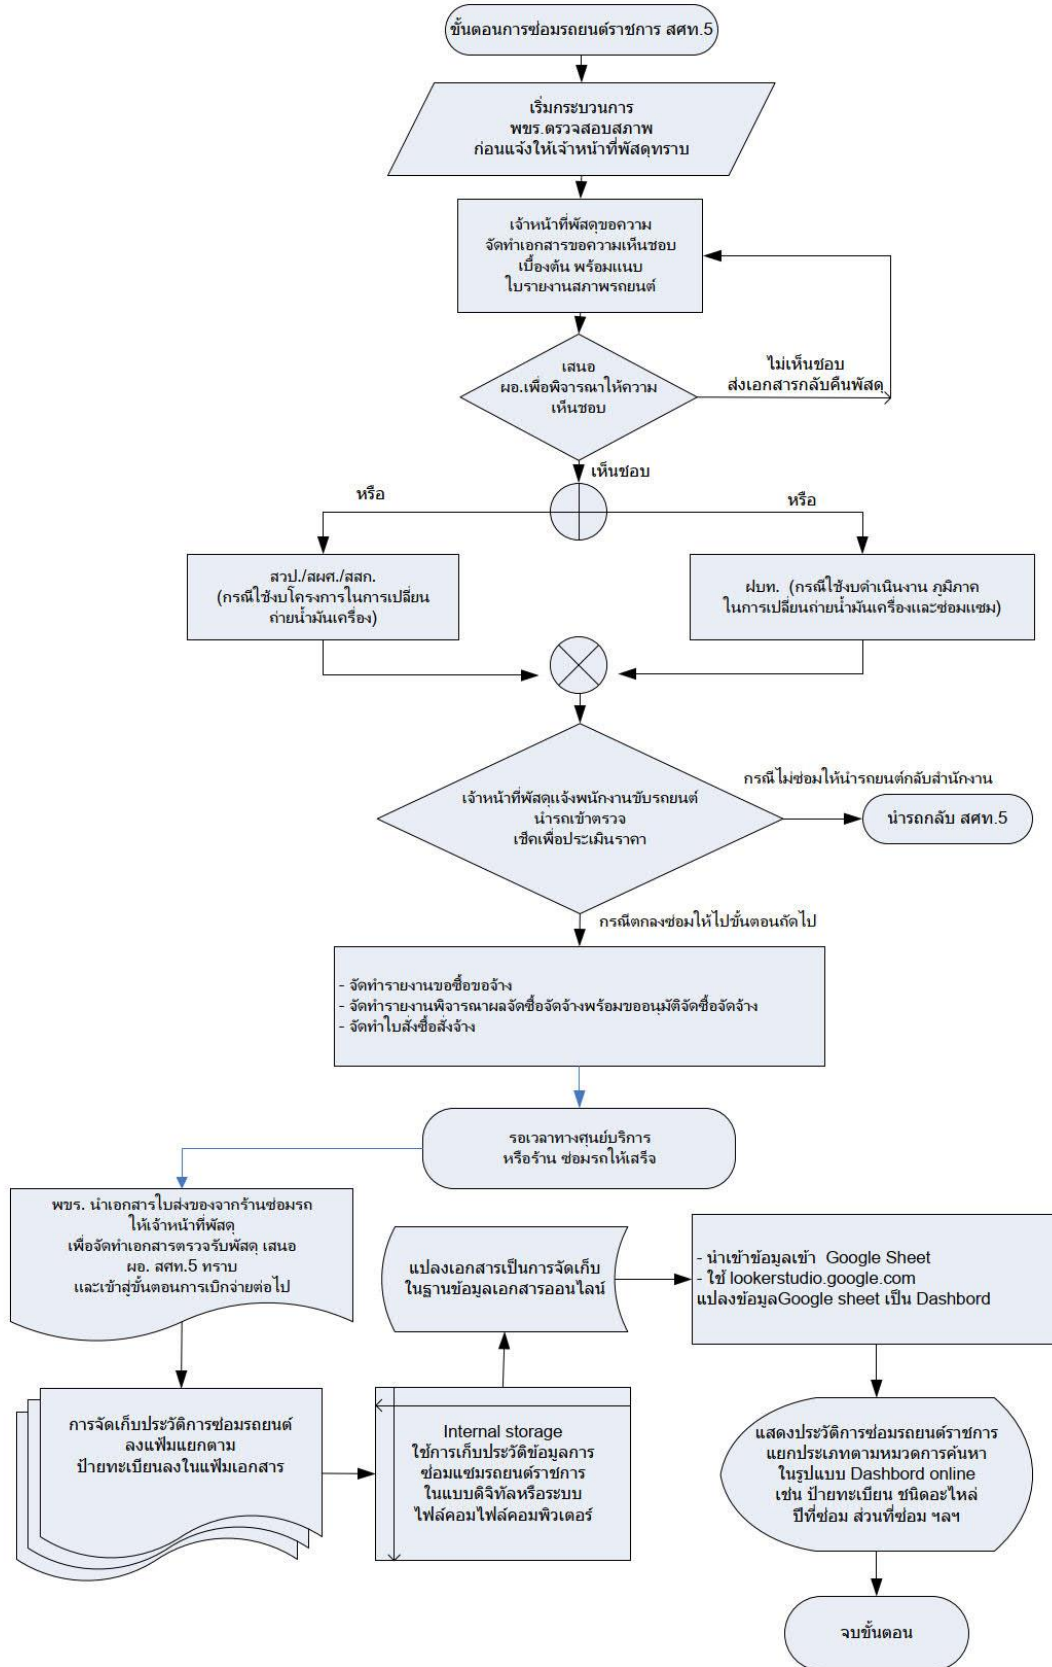 ขั้นตอนการซ่อมรถยนต์ราชการ สศท.5
เริ่มกระบวนการ
พขร.ตรวจสอบสภาพ
ก่อนแจ้งให้เจ้าหน้าที่พัสดุทราบ
เจ้าหน้าที่พัสดุขอความ
จัดทำเอกสารขอความเห็นชอบ
เบื้องต้น พร้อมแนบ
ใบรายงานสภาพรถยนต์
เสนอ
ผอ.เพื่อพิจารณาให้ความ
เห็นชอบ
ไม่เห็นชอบ
ส่งเอกสารกลับคืนพัสดุ
เห็นชอบ
หรือ
หรือ
สวป./สผศ./สสก.
(กรณีใช้งบโครงการในการเปลี่ยน
ถ่ายน้ำมันเครื่อง)
ฝบท. (กรณีใช้งบดำเนินงาน ภูมิภาค
ในการเปลี่ยนถ่ายน้ำมันเครื่องและซ่อมแซม)
เจ้าหน้าที่พัสดุแจ้งพนักงานขับรถยนต์
นำรถเข้าตรวจ
เช็คเพื่อประเมินราคา
กรณีไม่ซ่อมให้นำรถยนต์กลับสำนักงาน
นำรถกลับ สศท.5
กรณีตกลงซ่อมให้ไปขั้นตอนถัดไป
- จัดทำรายงานขอซื้อขอจ้าง
- จัดทำรายงานพิจารณาผลจัดซื้อจัดจ้างพร้อมขออนุมัติจัดซื้อจัดจ้าง
- จัดทำใบสั่งซื้อสั่งจ้าง
รอเวลาทางศูนย์บริการ
หรือร้าน ซ่อมรถให้เสร็จ
พขร. นำเอกสารใบส่งของจากร้านซ่อมรถ
ให้เจ้าหน้าที่พัสดุ
เพื่อจัดทำเอกสารตรวจรับพัสดุ เสนอ
ผอ. สศท.5 ทราบ
และเข้าสู่ขั้นตอนการเบิกจ่ายต่อไป
การจัดเก็บประวัติการซ่อมรถยนต์
ลงแฟ้มแยกตาม
ป้ายทะเบียนลงในแฟ้มเอกสาร
Internal storage
ใช้การเก็บประวัติข้อมูลการ
ซ่อมแซมรถยนต์ราชการ
ในแบบดิจิทัลหรือระบบ
ไฟล์คอมไฟล์คอมพิวเตอร์
แปลงเอกสารเป็นการจัดเก็บ
ในฐานข้อมูลเอกสารออนไลน์
- นำเข้าข้อมูลเข้า Google Sheet
- ใช้ lookerstudio.google.com
แปลงข้อมูลGoogle sheet เป็น Dashbord
แสดงประวัติการซ่อมรถยนต์ราชการ
แยกประเภทตามหมวดการค้นหา
ในรูปแบบ Dashbord online
เช่น ป้ายทะเบียน ชนิดอะไหล่
ปีที่ซ่อม ส่วนที่ซ่อม ฯลฯ
จบขั้นตอน